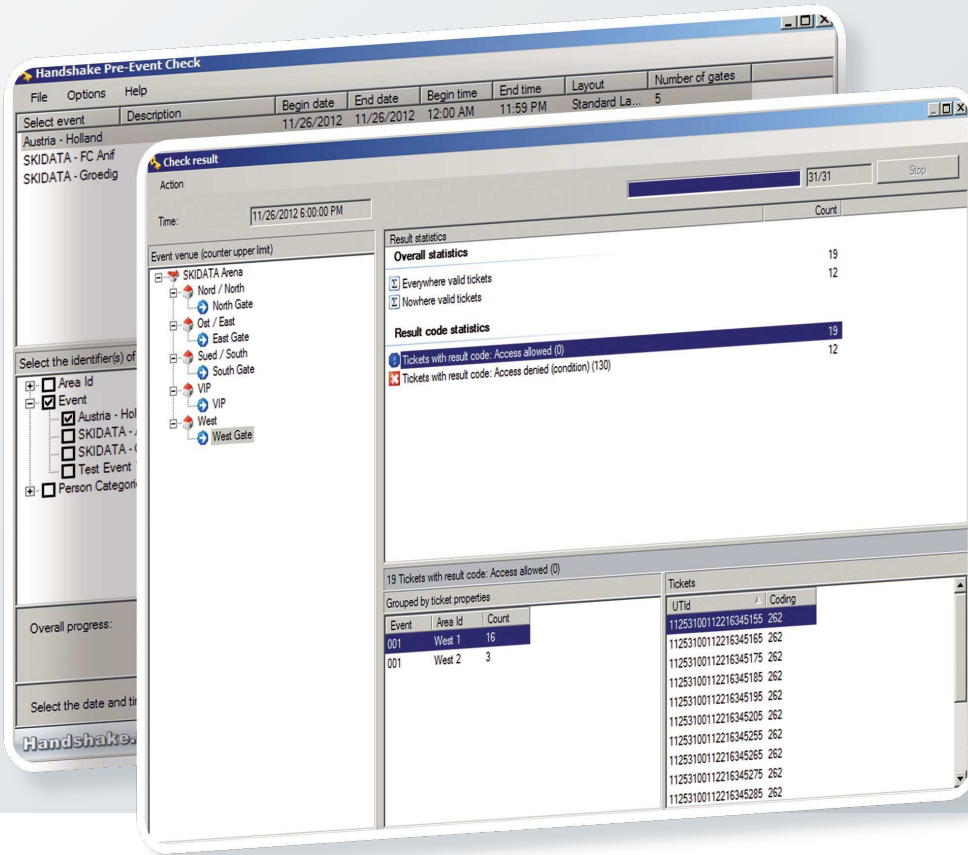 Handshake Pre-Event Check
File Options Help
Select event Description Begin date End date Begin time End time Layout Number of gates
Austria - Holland 11/26/2012 11/26/2012 12:00 AM 11:59 PM Standard La... 5
SKIDATA - FC Anif
SKIDATA - Groedig
Select the identifier(s) of
Area Id
Event
Austria - Hol
SKIDATA -
SKIDATA -
Test Event
Person Categori
Overall progress:
Select the date and tin
Handshake.
Check result
Action
31/31 Stop
Time: 11/26/2012 6:00:00 PM
Event venue (counter upper limit)
SKIDATA Arena
Nord / North
North Gate
Ost / East
East Gate
Sued / South
South Gate
VIP
VIP
West
West Gate
Result statistics Count
Overall statistics
Everywhere valid tickets 19
Nowhere valid tickets 12
Result code statistics
Tickets with result code: Access allowed (0) 19
Tickets with result code: Access denied (condition) (130) 12
19 Tickets with result code: Access allowed (0)
Grouped by ticket properties
Event Area Id Count
001 West 1 16
001 West 2 3
Tickets
UTId Coding
11253100112216345155 262
11253100112216345165 262
11253100112216345175 262
11253100112216345185 262
11253100112216345195 262
11253100112216345205 262
11253100112216345255 262
11253100112216345265 262
11253100112216345275 262
11253100112216345285 262